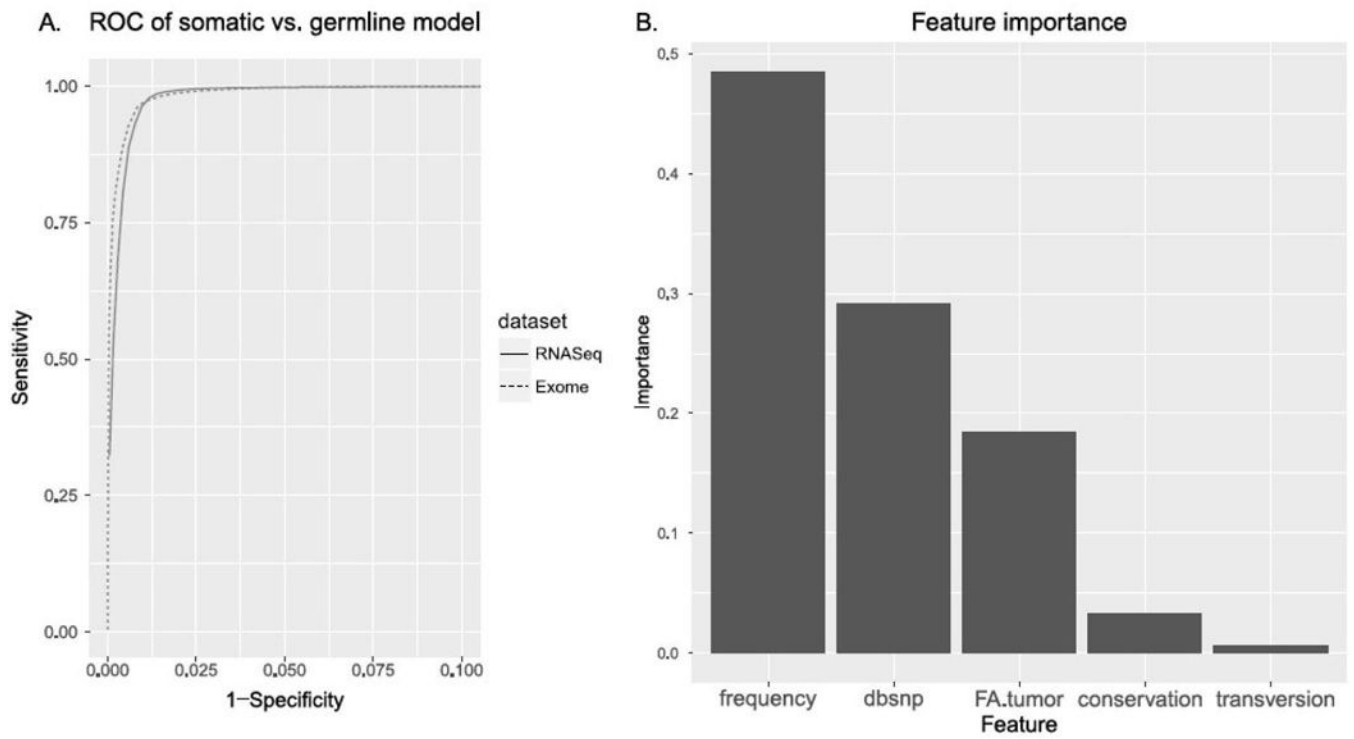 A. ROC of somatic vs. germline model
1.00
0.75
0.50
0.25
0.00
Sensitivity
0.000 0.025 0.050 0.075 0.100
1−Specificity
dataset
RNASeq
Exome
B. Feature importance
0.5
0.4
0.3
0.2
0.1
0.0
Importance
frequency dbsnp FA.tumor conservation transversion
Feature